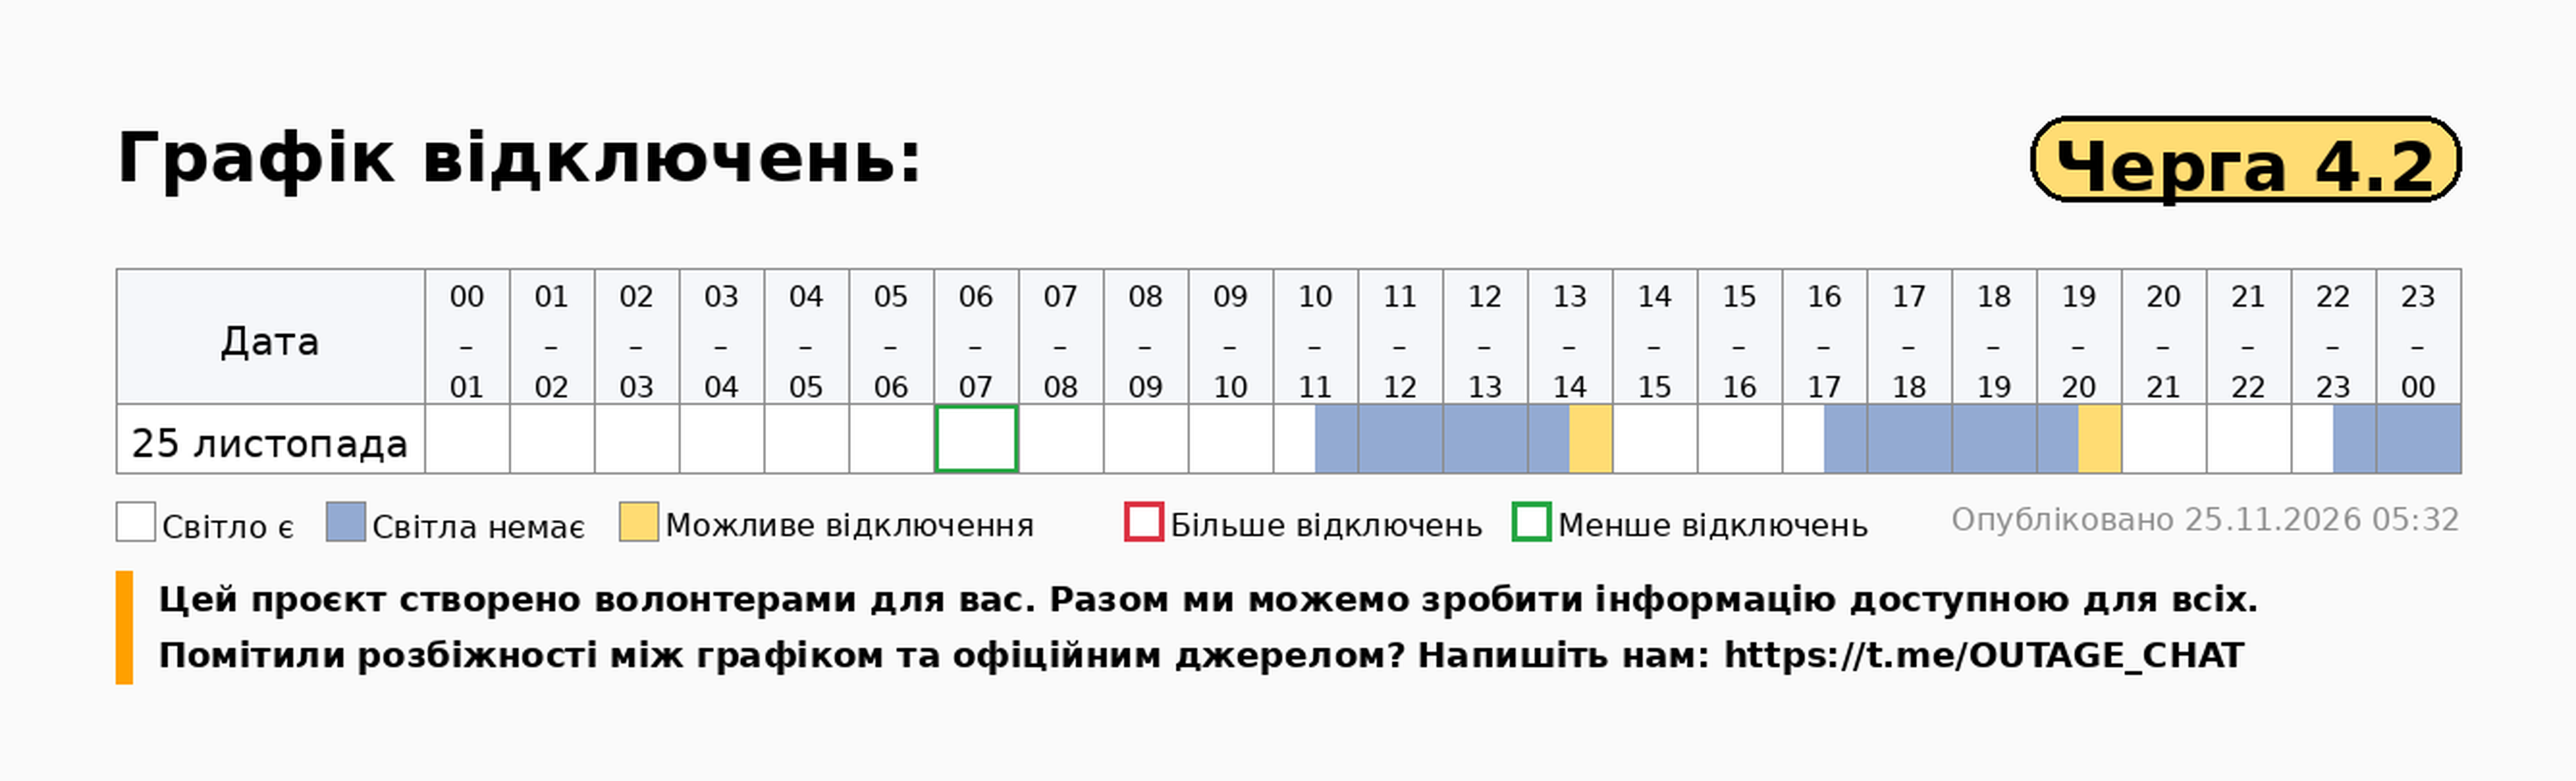 Графік відключень:
Черга 4.2
Дата
00 – 01
01 – 02
02 – 03
03 – 04
04 – 05
05 – 06
06 – 07
07 – 08
08 – 09
09 – 10
10 – 11
11 – 12
12 – 13
13 – 14
14 – 15
15 – 16
16 – 17
17 – 18
18 – 19
19 – 20
20 – 21
21 – 22
22 – 23
23 – 00
25 листопада
Світло є
Світла немає
Можливе відключення
Більше відключень
Менше відключень
Опубліковано 25.11.2026 05:32
Цей проєкт створено волонтерами для вас. Разом ми можемо зробити інформацію доступною для всіх.
Помітили розбіжності між графіком та офіційним джерелом? Напишіть нам: https://t.me/OUTAGE_CHAT